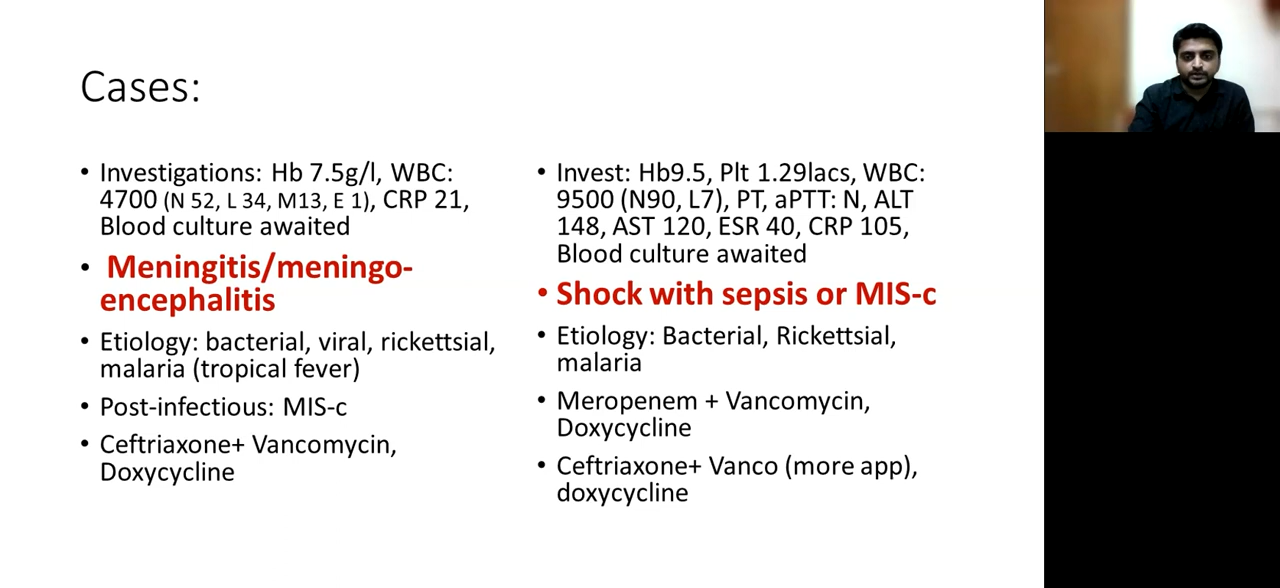 Cases:
• Investigations: Hb 7.5g/l, WBC:
4700 (N 52, L 34, M13, E 1), CRP 21,
Blood culture awaited
• Meningitis/meningo-
encephalitis
• Etiology: bacterial, viral, rickettsial,
malaria (tropical fever)
• Post-infectious: MIS-c
• Ceftriaxone+ Vancomycin,
Doxycycline
• Invest: Hb9.5, Plt 1.29lacs, WBC:
9500 (N90, L7), PT, aPTT: N, ALT
148, AST 120, ESR 40, CRP 105,
Blood culture awaited
• Shock with sepsis or MIS-c
• Etiology: Bacterial, Rickettsial,
malaria
• Meropenem + Vancomycin,
Doxycycline
• Ceftriaxone+ Vanco (more app),
doxycycline